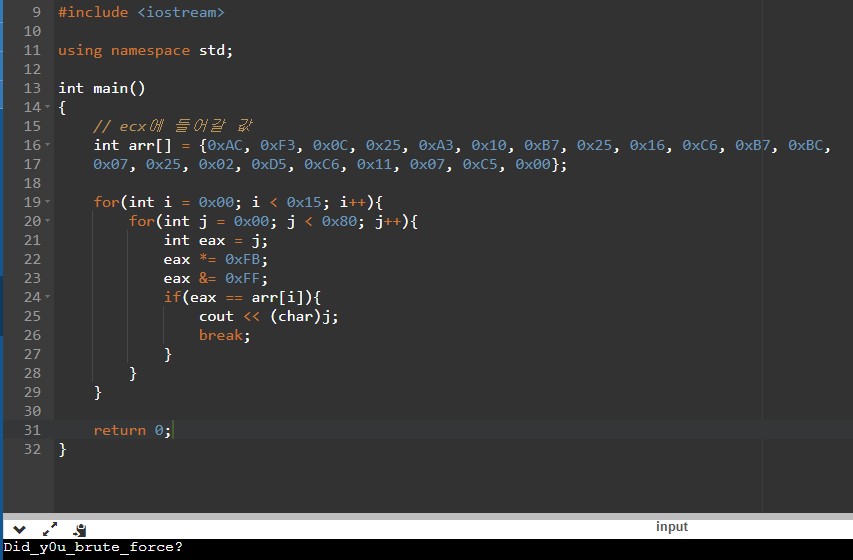 9 #include <iostream>
10
11 using namespace std;
12
13 int main()
14 {
15 // ecx에 들어갈 값
16 int arr[] = {0xAC, 0xF3, 0x0C, 0x25, 0xA3, 0x10, 0xB7, 0x25, 0x16, 0xC6, 0xB7, 0xBC,
17 0x07, 0x25, 0x02, 0xD5, 0xC6, 0x11, 0x07, 0xC5, 0x00};
18
19 for(int i = 0x00; i < 0x15; i++){
20 for(int j = 0x00; j < 0x80; j++){
21 int eax = j;
22 eax *= 0xFB;
23 eax &= 0xFF;
24 if(eax == arr[i]){
25 cout << (char)j;
26 break;
27 }
28 }
29 }
30
31 return 0;
32 }
input
Did_y0u_brute_force?